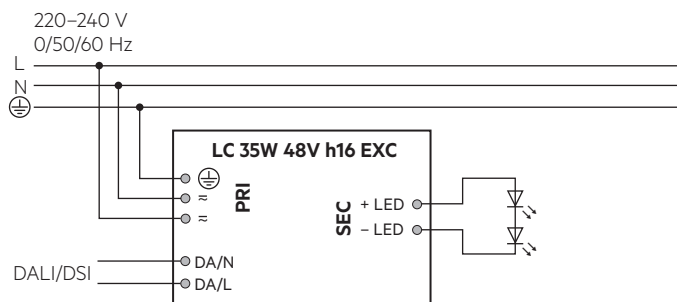 220–240 V
0/50/60 Hz
L
N
LC 35W 48V h16 EXC
PRI
≂
≂
SEC
+ LED
– LED
DALI/DSI
DA/N
DA/L